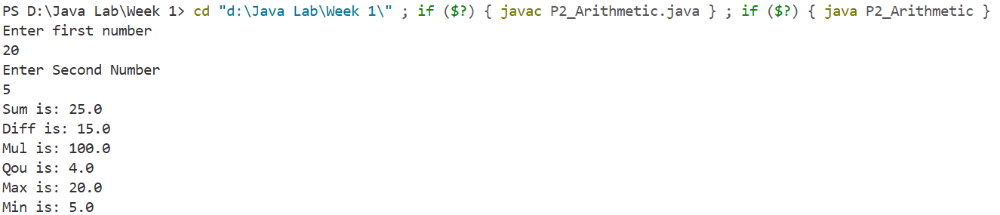 PS D:\Java Lab\Week 1> cd "d:\Java Lab\Week 1\" ; if ($?) { javac P2_Arithmetic.java } ; if ($?) { java P2_Arithmetic }
Enter first number
20
Enter Second Number
5
Sum is: 25.0
Diff is: 15.0
Mul is: 100.0
Qou is: 4.0
Max is: 20.0
Min is: 5.0